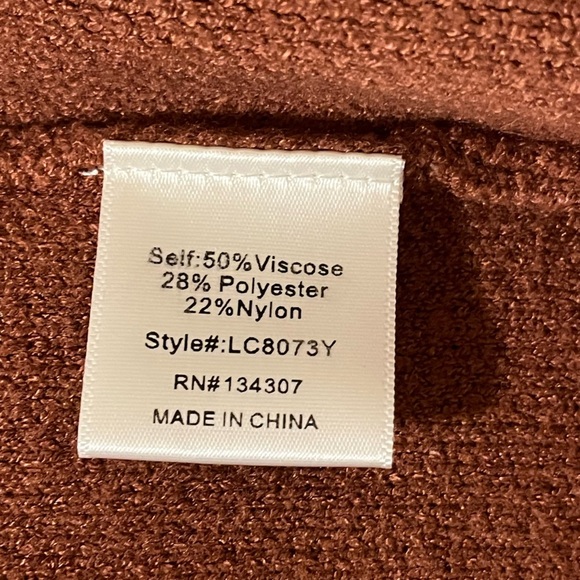 Self:50%Viscose
28% Polyester
22%Nylon
Style#:LC8073Y
RN#134307
MADE IN CHINA